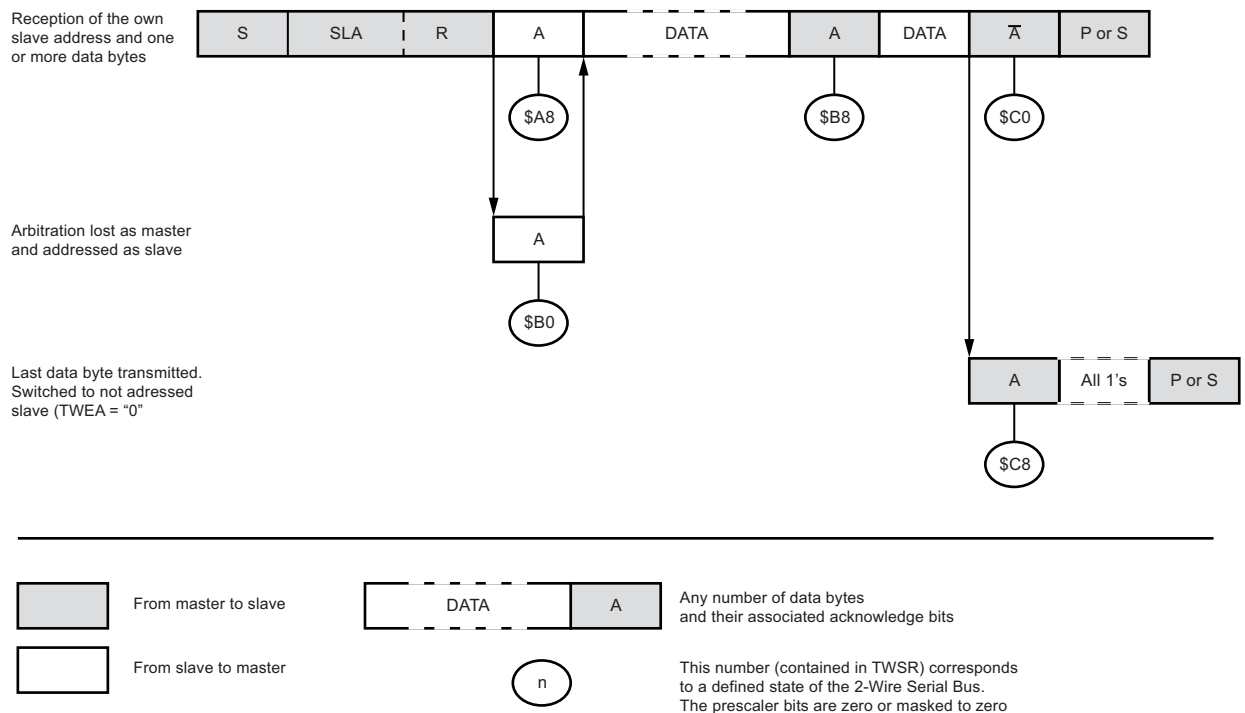 Reception of the own
slave address and one
or more data bytes
S SLA R A DATA A DATA A̅ P or S
$A8 $B8 $C0
Arbitration lost as master
and addressed as slave
A
$B0
Last data byte transmitted.
Switched to not adressed
slave (TWEA = “0”
A All 1's P or S
$C8
From master to slave
DATA A
Any number of data bytes
and their associated acknowledge bits
From slave to master
n
This number (contained in TWSR) corresponds
to a defined state of the 2-Wire Serial Bus.
The prescaler bits are zero or masked to zero